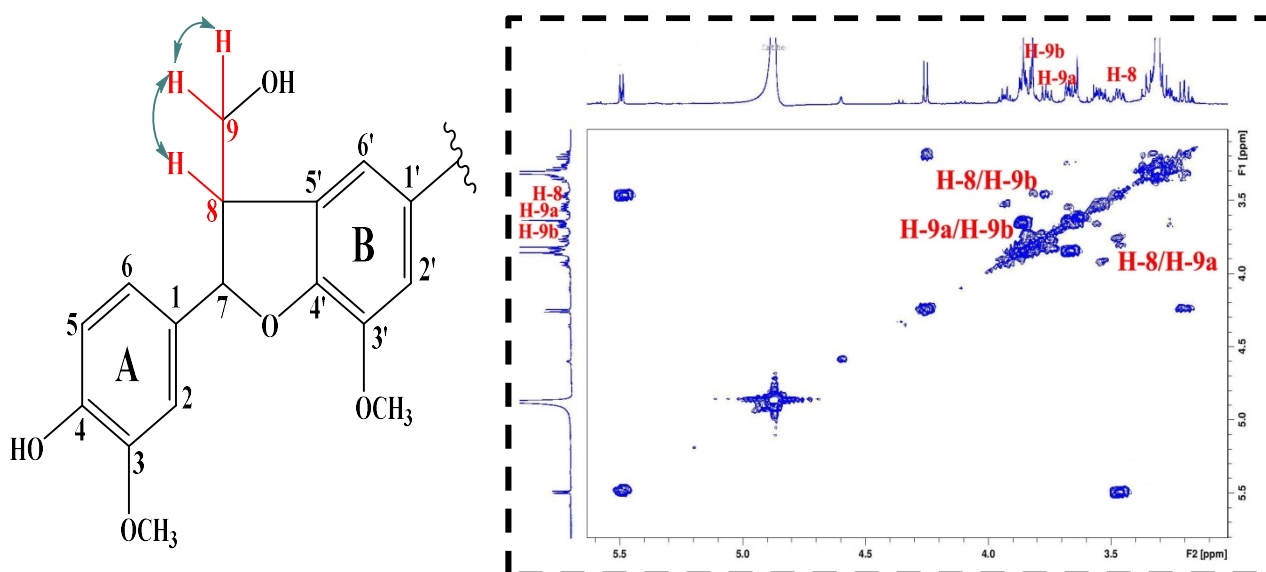 H
H
OH
9
H
8
6'
1'
5'
B
2'
6
1
7
O
4'
3'
5
A
2
OCH3
HO
4
3
OCH3
H-9b
H-9a
H-8
H-8
H-9a
H-9b
H-8/H-9b
H-9a/H-9b
H-8/H-9a
F1 [ppm]
3.5
4.0
4.5
5.0
5.5
5.5
5.0
4.5
4.0
3.5
F2 [ppm]